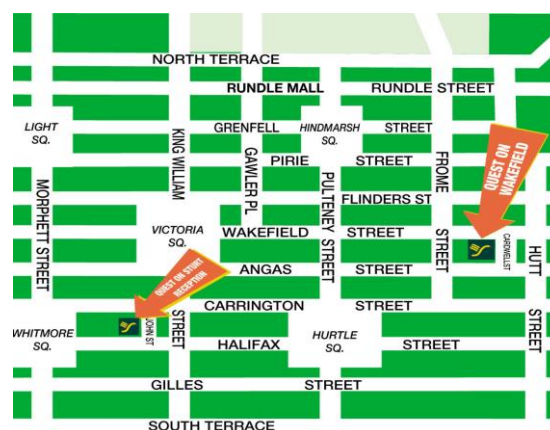 NORTH TERRACE
RUNDLE MALL
RUNDLE STREET
LIGHT
SQ.
GRENFELL
HINDMARSH
SQ.
STREET
PIRIE
STREET
KING WILLIAM
STREET
GAWLER PL
PULTENEY STREET
FROME
STREET
MORPHETT STREET
QUEST ON
WAKEFIELD
FLINDERS ST
VICTORIA
SQ.
WAKEFIELD
STREET
CARDWELL ST
HUTT
STREET
ANGAS
STREET
QUEST ON STURT
RECEPTION
CARRINGTON
STREET
WHITMORE
SQ.
JOHN ST
HURTLE
SQ.
HALIFAX
STREET
GILLES
STREET
SOUTH TERRACE